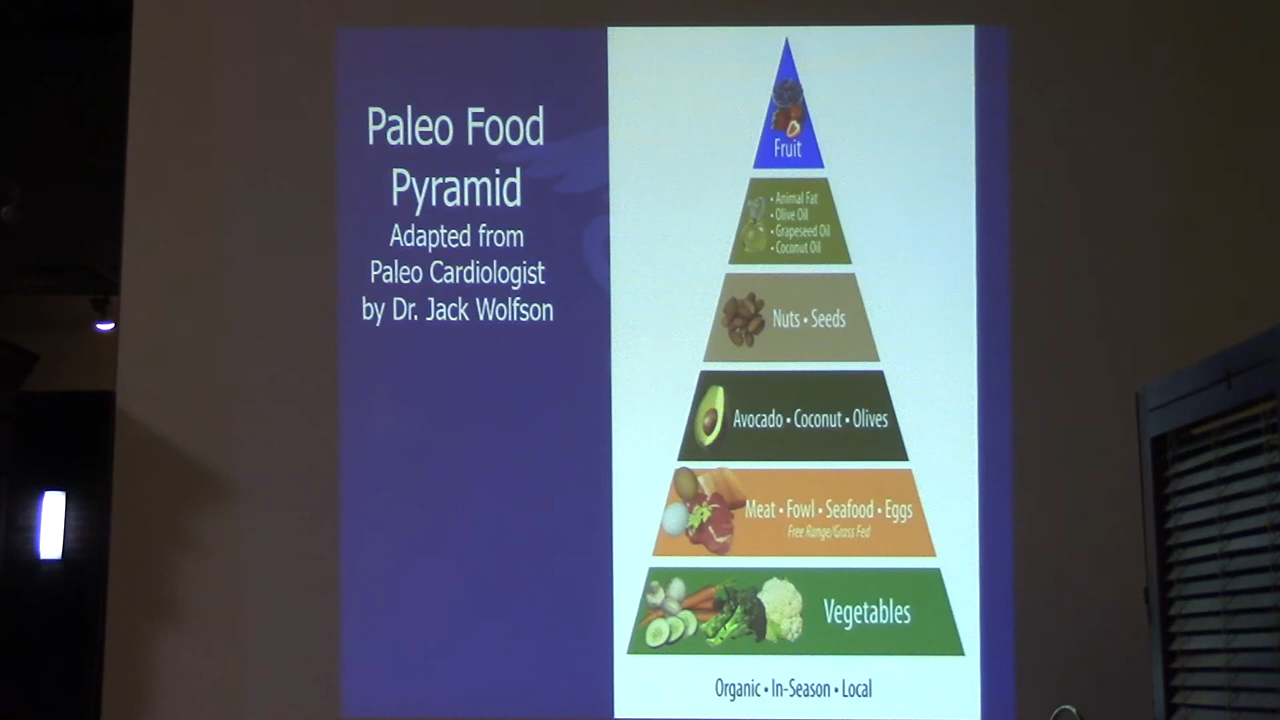 Paleo Food
Pyramid
Adapted from
Paleo Cardiologist
by Dr. Jack Wolfson
Fruit
• Animal Fat
• Olive Oil
• Grapeseed Oil
• Coconut Oil
Nuts • Seeds
Avocado • Coconut • Olives
Meat • Fowl • Seafood • Eggs
Free Range/Grass Fed
Vegetables
Organic • In-Season • Local